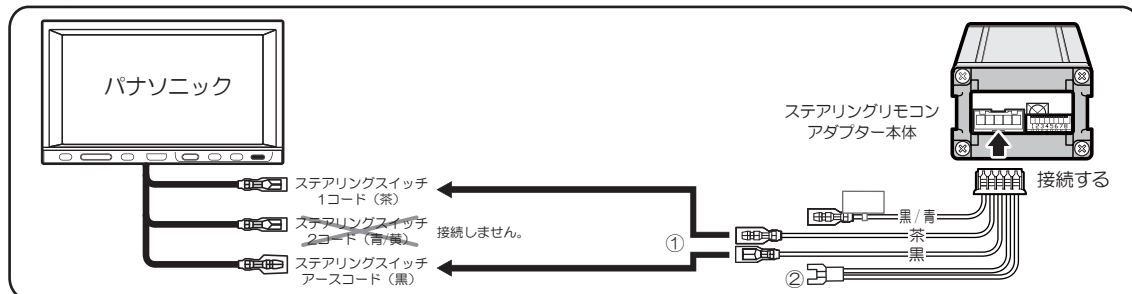 パナソニック
ステアリングスイッチ
1コード（茶）
ステアリングスイッチ
2コード（青/黄）
接続しません。
ステアリングスイッチ
アースコード（黒）
①
ステアリングリモコン
アダプター本体
12345678
接続する
黒/青
茶
黒
②